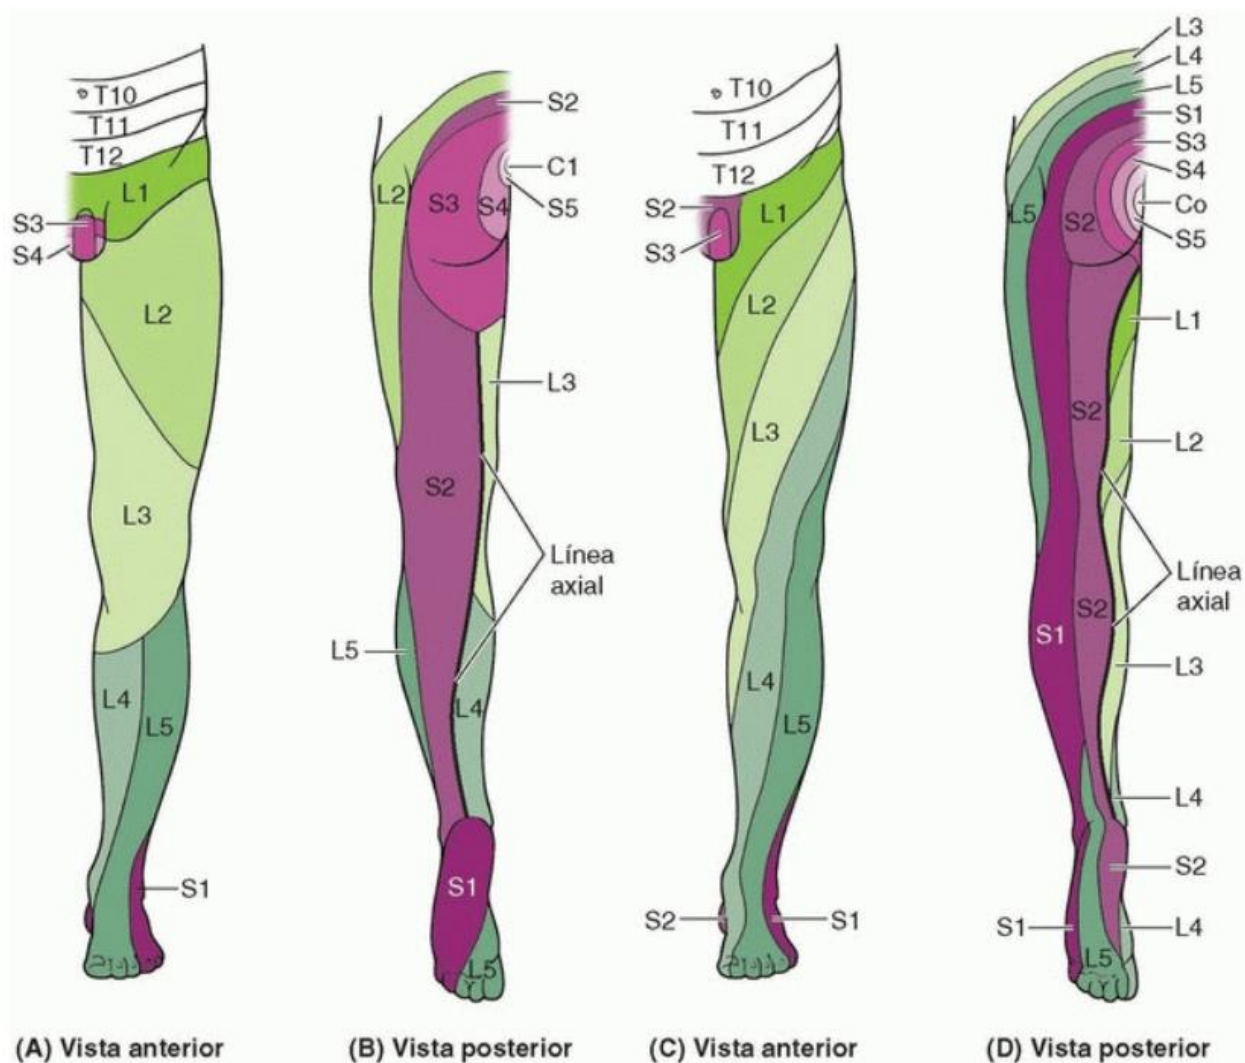 T10
T11
T12
L1
S3
S4
L2
L3
L4
L5
S1
(A) Vista anterior
S2
C1
L2
S3
S4
S5
L3
S2
Línea
axial
L5
L4
S1
L5
(B) Vista posterior
T10
T11
T12
S2
L1
S3
L2
L3
L4
L5
S2
S1
(C) Vista anterior
L3
L4
L5
S1
S3
S4
Co
S5
L5
S2
L1
S2
L2
Línea
axial
S2
S1
L3
L4
S2
S1
L4
L5
(D) Vista posterior